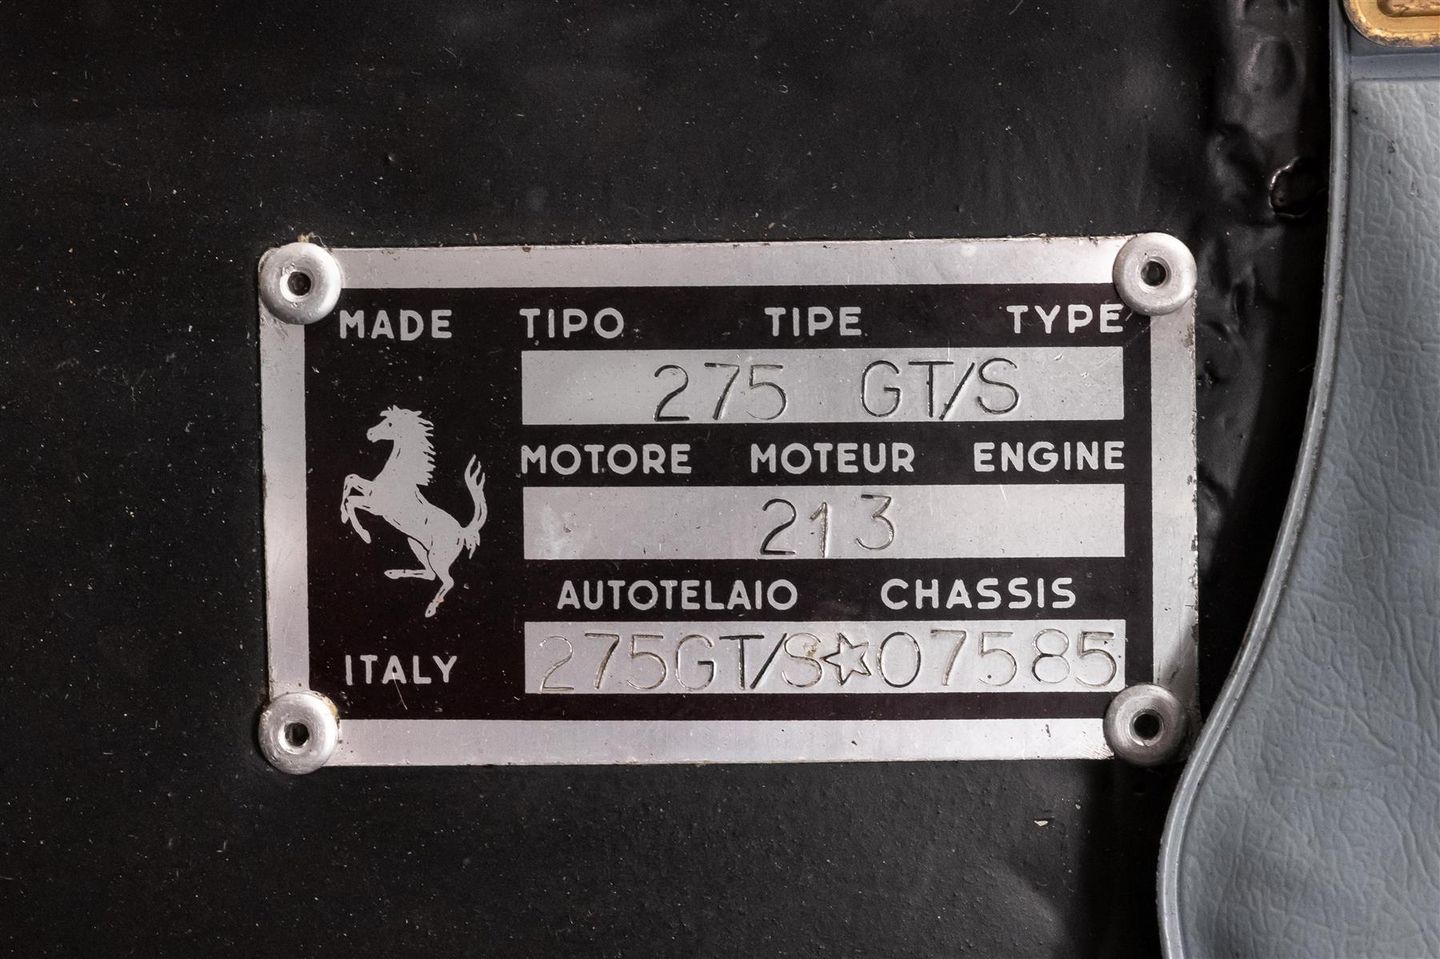 MADE TIPO TIPE TYPE
275 GT/S
MOTORE MOTEUR ENGINE
213
AUTOTELAIO CHASSIS
ITALY 275GT/S☆07585